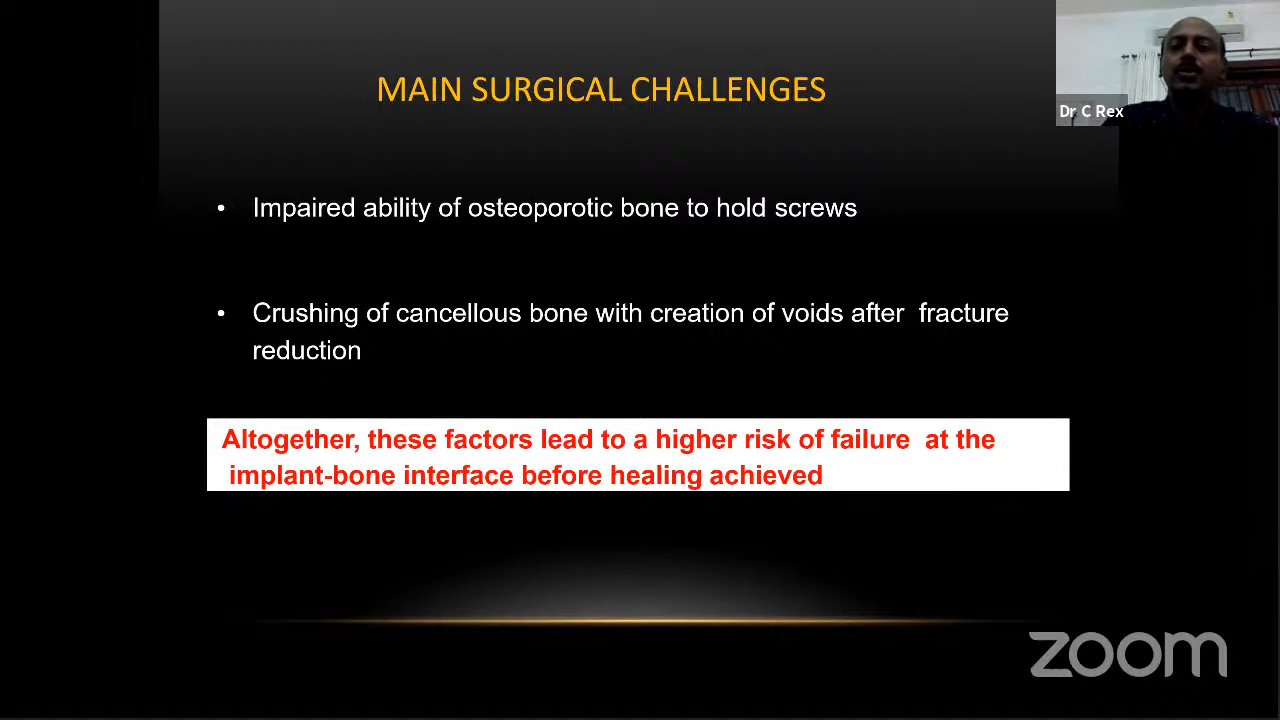 MAIN SURGICAL CHALLENGES
Dr C Rex
• Impaired ability of osteoporotic bone to hold screws
• Crushing of cancellous bone with creation of voids after fracture
reduction
Altogether, these factors lead to a higher risk of failure at the
implant-bone interface before healing achieved
zoom